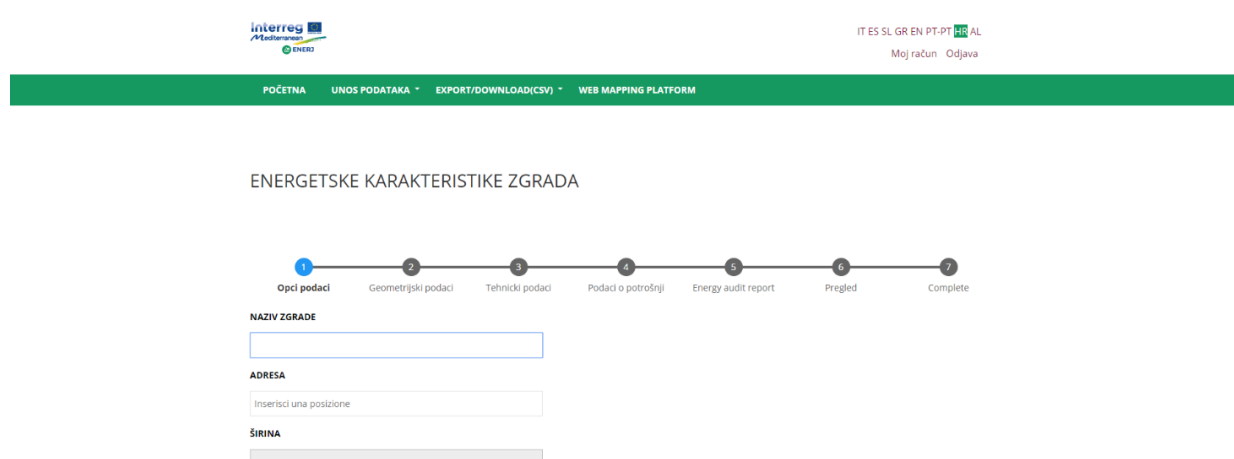 Interreg
Mediterranean
ENERJ
IT ES SL GR EN PT-PT HR AL
Moj račun Odjava
POČETNA UNOS PODATAKA EXPORT/DOWNLOAD(CSV) WEB MAPPING PLATFORM
ENERGETSKE KARAKTERISTIKE ZGRADA
1 2 3 4 5 6 7
Opci podaci Geometrijski podaci Tehnicki podaci Podaci o potrošnji Energy audit report Pregled Complete
NAZIV ZGRADE
ADRESA
Inserisci una posizione
ŠIRINA